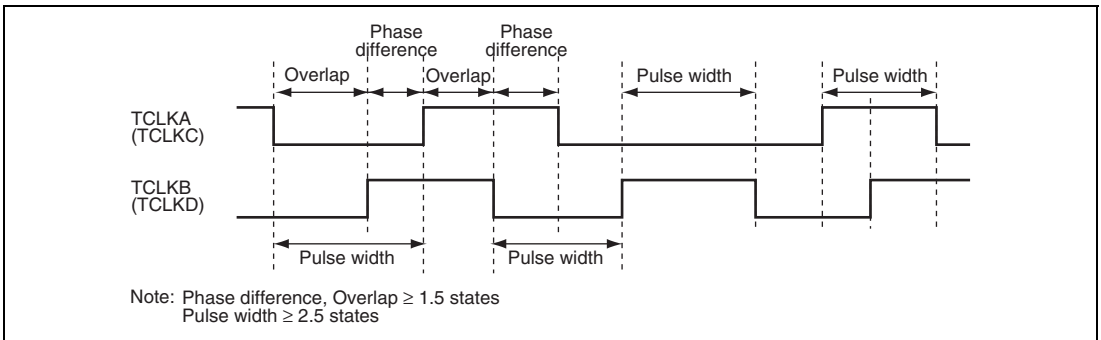 Phase difference
Phase difference
Overlap
Overlap
Pulse width
Pulse width
TCLKA
(TCLKC)
TCLKB
(TCLKD)
Pulse width
Pulse width
Note: Phase difference, Overlap ≥ 1.5 states
Pulse width ≥ 2.5 states